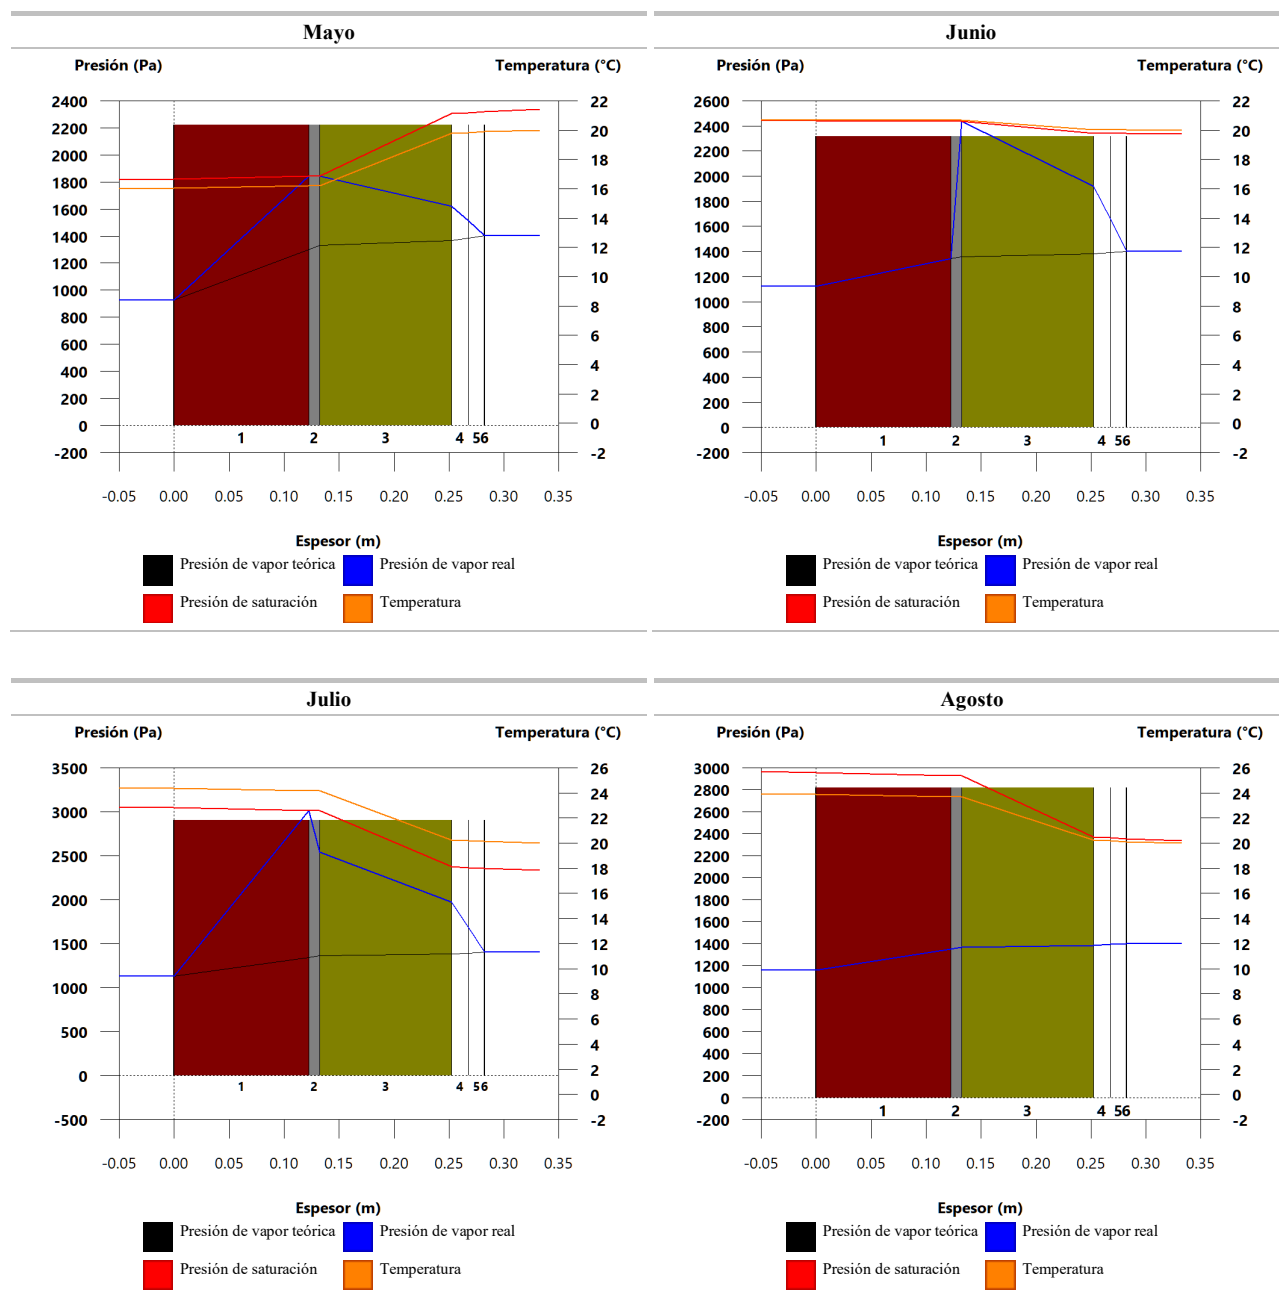 Mayo
Presión (Pa) Temperatura (°C)
2400 22
2200 20
2000 18
1800 16
1600 14
1400 12
1200 10
1000 8
800 6
600 4
400 2
200 0
0 -2
-200
1 2 3 4 5 6
-0.05 0.00 0.05 0.10 0.15 0.20 0.25 0.30 0.35
Espesor (m)
Presión de vapor teórica Presión de vapor real
Presión de saturación Temperatura
Junio
Presión (Pa) Temperatura (°C)
2600 22
2400 20
2200 18
2000 16
1800 14
1600 12
1400 10
1200 8
1000 6
800 4
600 2
400 0
200 -2
0
-200
1 2 3 4 5 6
-0.05 0.00 0.05 0.10 0.15 0.20 0.25 0.30 0.35
Espesor (m)
Presión de vapor teórica Presión de vapor real
Presión de saturación Temperatura
Julio
Presión (Pa) Temperatura (°C)
3500 26
3000 24
2500 22
2000 20
1500 18
1000 16
500 14
0 12
-500 10
8
6
4
2
0
-2
1 2 3 4 5 6
-0.05 0.00 0.05 0.10 0.15 0.20 0.25 0.30 0.35
Espesor (m)
Presión de vapor teórica Presión de vapor real
Presión de saturación Temperatura
Agosto
Presión (Pa) Temperatura (°C)
3000 26
2800 24
2600 22
2400 20
2200 18
2000 16
1800 14
1600 12
1400 10
1200 8
1000 6
800 4
600 2
400 0
200 -2
0
-200
1 2 3 4 5 6
-0.05 0.00 0.05 0.10 0.15 0.20 0.25 0.30 0.35
Espesor (m)
Presión de vapor teórica Presión de vapor real
Presión de saturación Temperatura